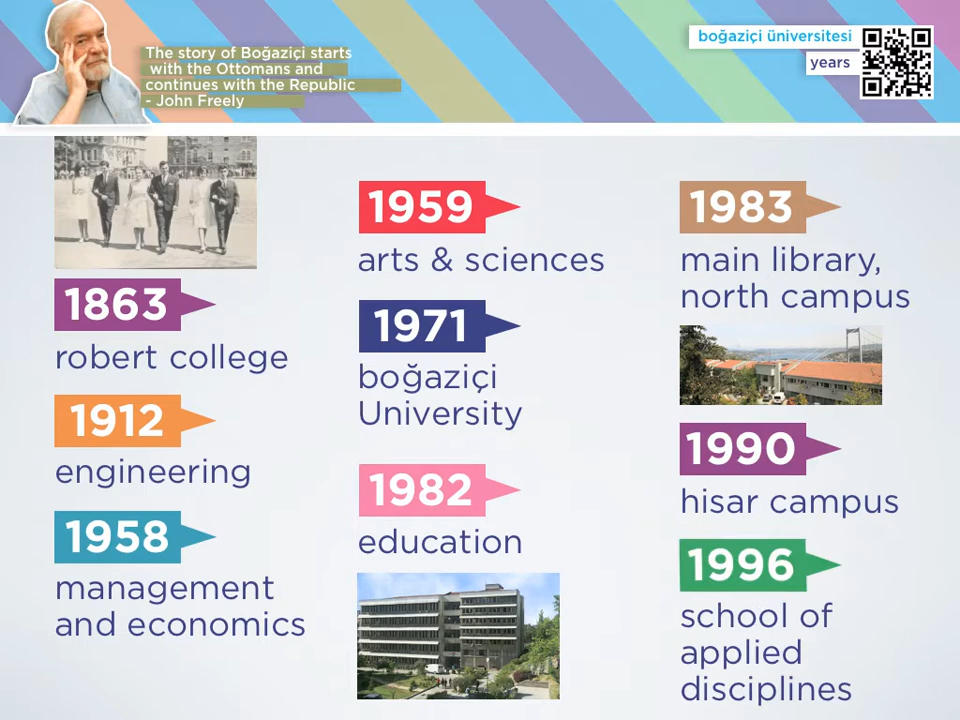 The story of Boğaziçi starts
with the Ottomans and
continues with the Republic
- John Freely
boğaziçi üniversitesi
years
1863
robert college
1912
engineering
1958
management
and economics
1959
arts & sciences
1971
boğaziçi
University
1982
education
1983
main library,
north campus
1990
hisar campus
1996
school of
applied
disciplines